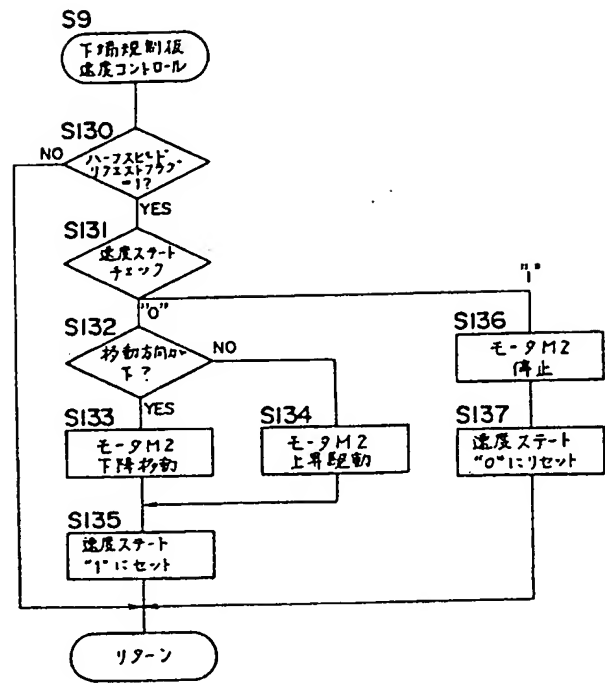 S9
下端規制板
速度コントロール
S130
NO
ハーフスピード
リクエストフラグ
=1?
YES
S131
速度ステート
チェック
"0"
"1"
S132
移動方向が
下?
NO
YES
S133
モータM2
下降移動
S134
モータM2
上昇駆動
S135
速度ステート
"1"にセット
S136
モータM2
停止
S137
速度ステート
"0"にリセット
リターン